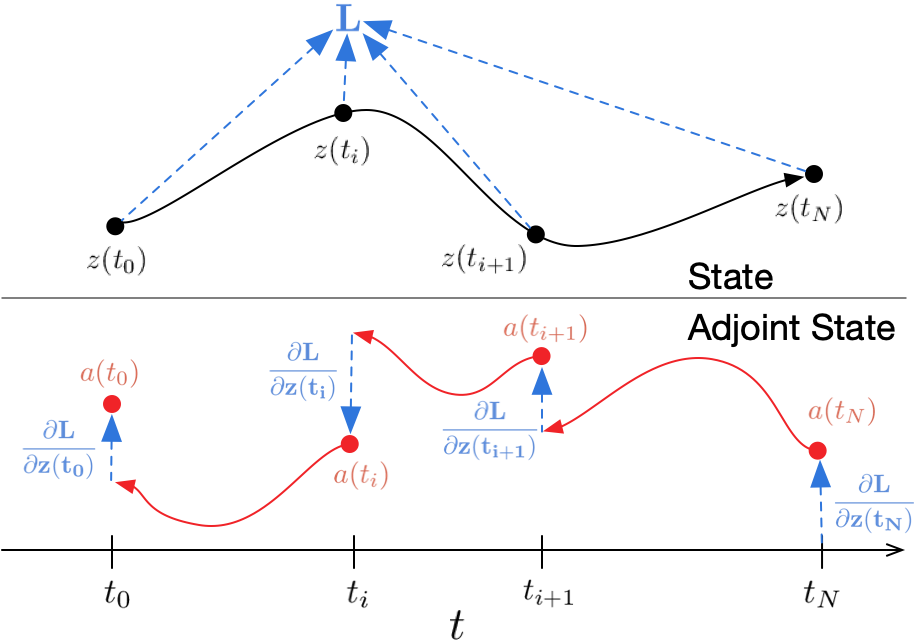 L
z(t_i)
z(t_N)
z(t_0)
z(t_{i+1})
State
Adjoint State
a(t_{i+1})
∂L/∂z(t_i)
a(t_0)
a(t_N)
∂L/∂z(t_{i+1})
∂L/∂z(t_0)
a(t_i)
∂L/∂z(t_N)
t_0 t_i t_{i+1} t_N
t